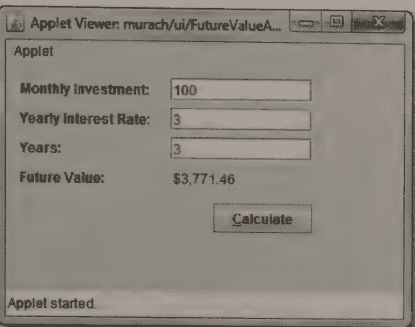 Applet Viewer: murach/ui/FutureValueA...
Applet
Monthly Investment: 100
Yearly Interest Rate: 3
Years: 3
Future Value: $3,771.46
Calculate
Applet started.